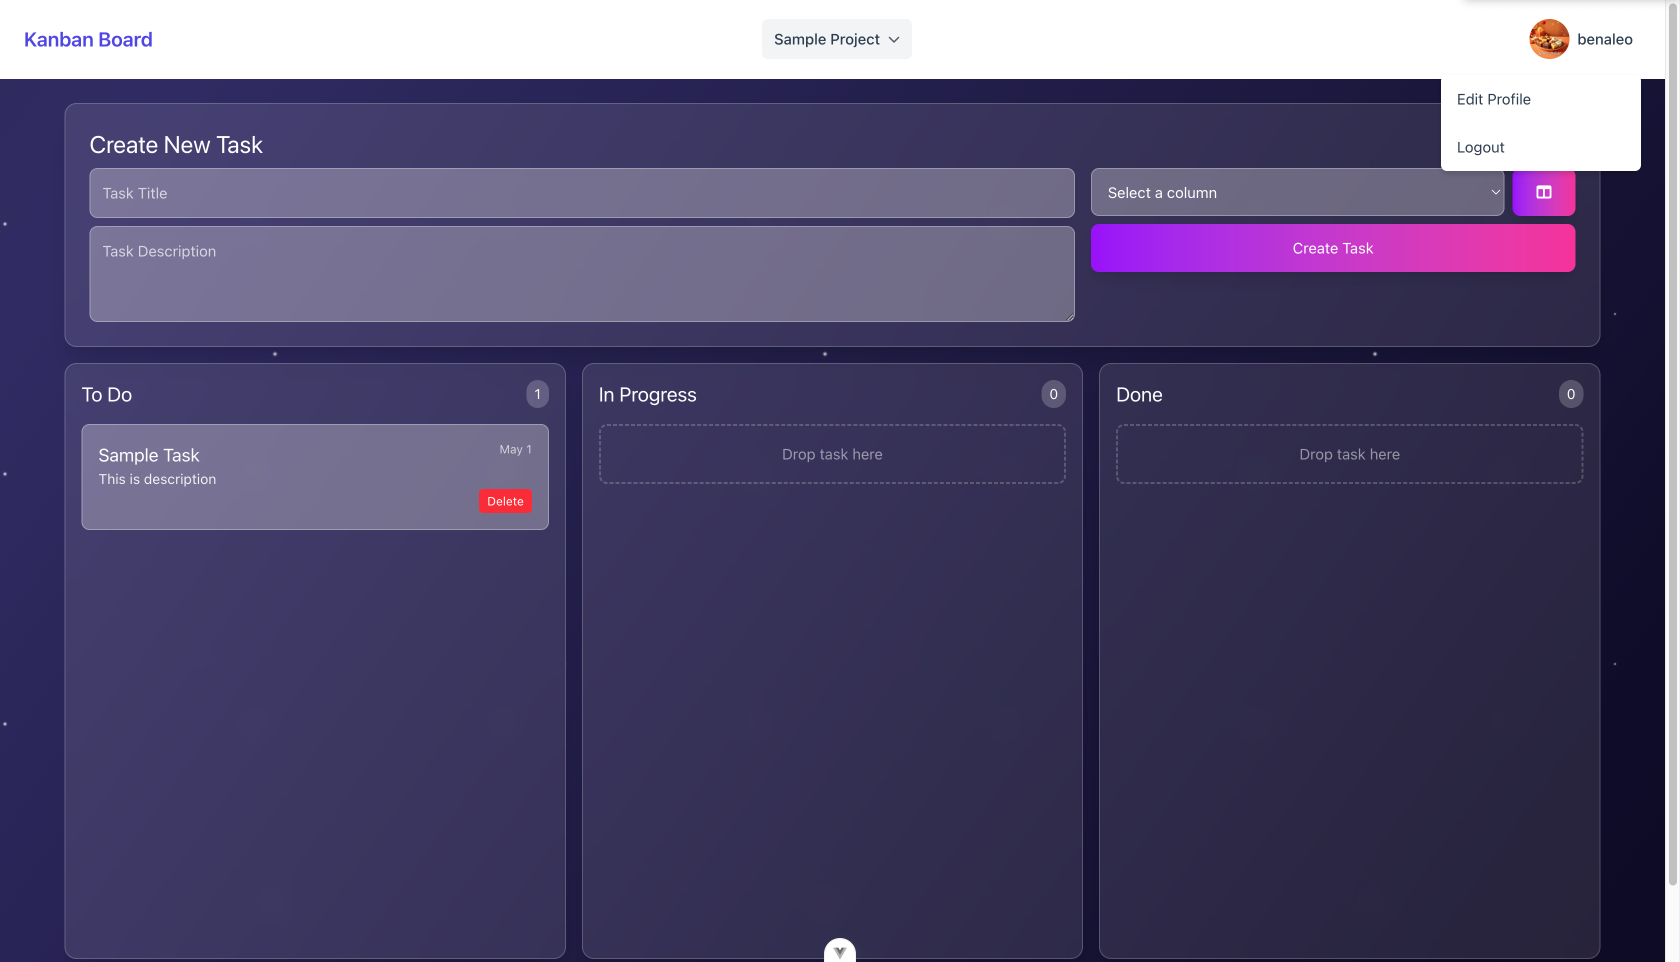 Kanban Board
Sample Project
benaleo
Edit Profile
Logout
Create New Task
Task Title
Select a column
Task Description
Create Task
To Do
1
Sample Task
May 1
This is description
Delete
In Progress
0
Drop task here
Done
0
Drop task here